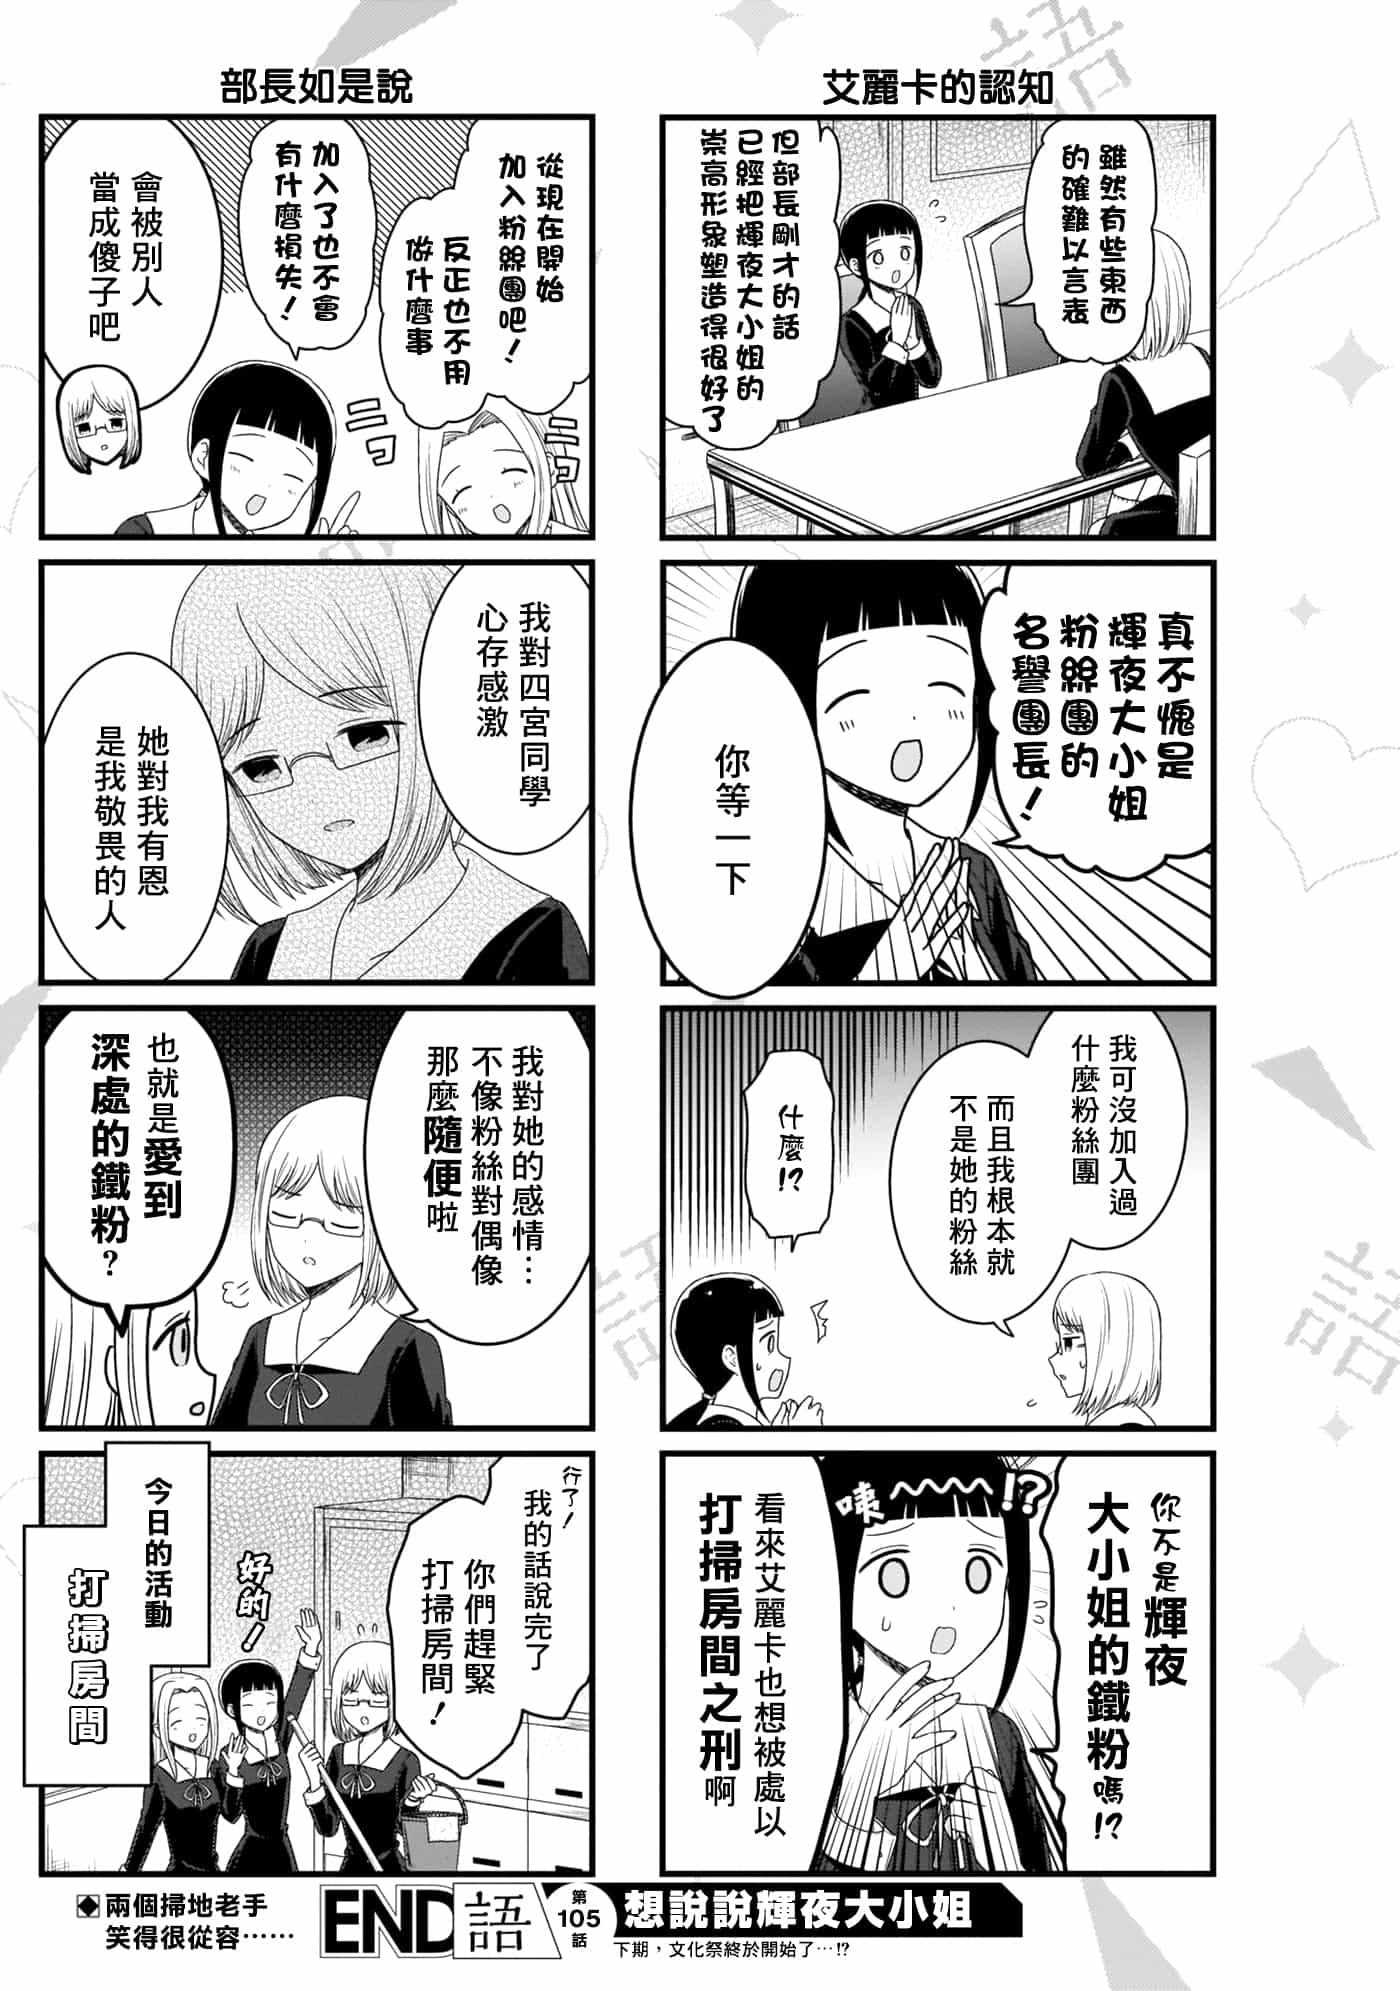 艾麗卡的認知
雖然有些東西
的確難以言表
但部長剛才的話
已經把輝夜大小姐的
崇高形象塑造得很好了
真不愧是
輝夜大小姐
粉絲團的
名譽團長！
你等一下
我可沒加入過
什麼粉絲團
而且我根本就
不是她的粉絲
什麼!?
你不是輝夜
大小姐的鐵粉嗎!?
咦~~~!?
看來艾麗卡也想被處以
打掃房間之刑啊
部長如是說
從現在開始
加入粉絲團吧！
反正也不用
做什麼事
加入了也不會
有什麼損失！
會被別人
當成傻子吧
ニコ
ニコ
我對四宮同學
心存感激
她對我有恩
是我敬畏的人
我對她的感情…
不像粉絲對偶像
那麼隨便啦
也就是愛到
深處的鐵粉？
行了！
我的話說完了
你們趕緊
打掃房間！
好的！
今日的活動
打掃房間
◆兩個掃地老手
笑得很從容……
END
語
第
105
話
想說說輝夜大小姐
下期，文化祭終於開始了…!?
語
語
語